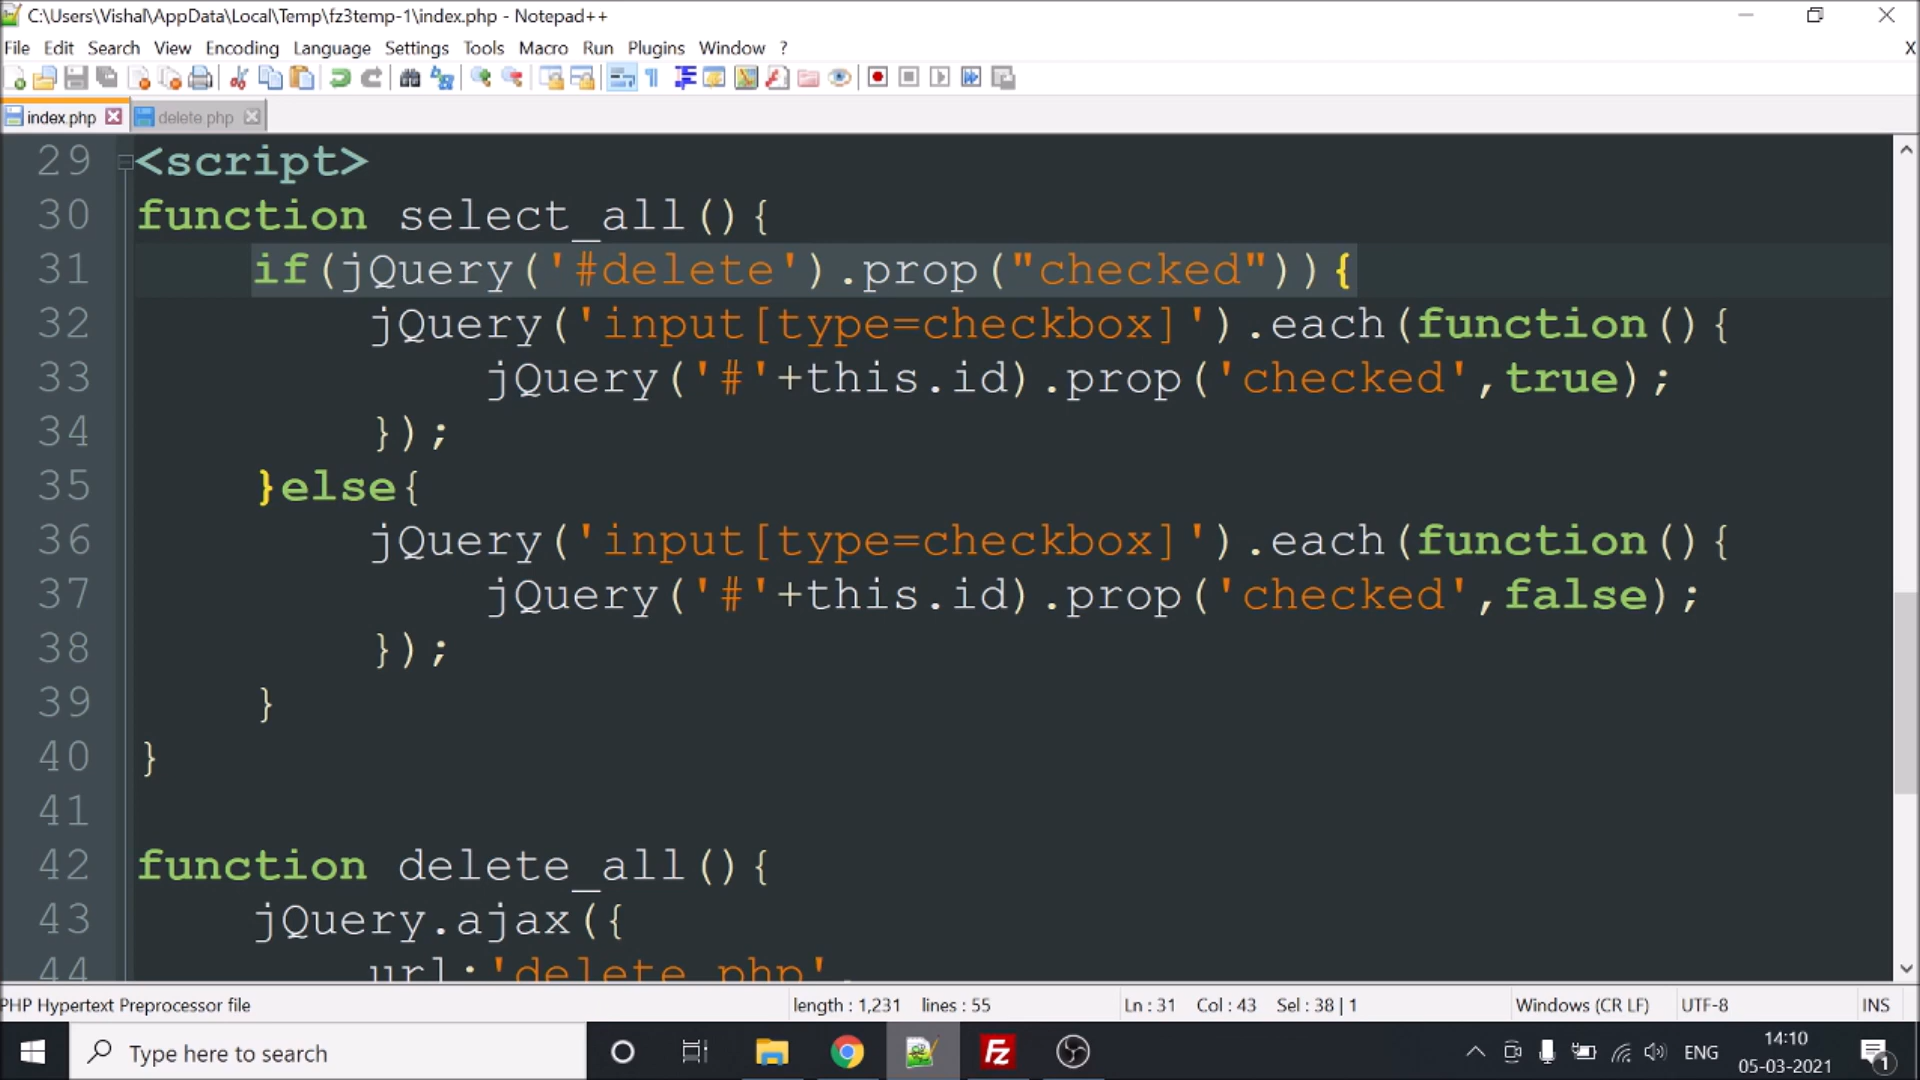 C:\Users\Vishal\AppData\Local\Temp\fz3temp-1\index.php - Notepad++
File Edit Search View Encoding Language Settings Tools Macro Run Plugins Window ? X
index.php delete.php
29 <script>
30 function select_all(){
31 if(jQuery('#delete').prop("checked")){
32 jQuery('input[type=checkbox]').each(function(){
33 jQuery('#'+this.id).prop('checked',true);
34 });
35 }else{
36 jQuery('input[type=checkbox]').each(function(){
37 jQuery('#'+this.id).prop('checked',false);
38 });
39 }
40 }
41
42 function delete_all(){
43 jQuery.ajax({
44 url:'delete.php',
PHP Hypertext Preprocessor file length : 1,231 lines : 55 Ln : 31 Col : 43 Sel : 38 | 1 Windows (CR LF) UTF-8 INS
Type here to search ENG 14:10
05-03-2021 1